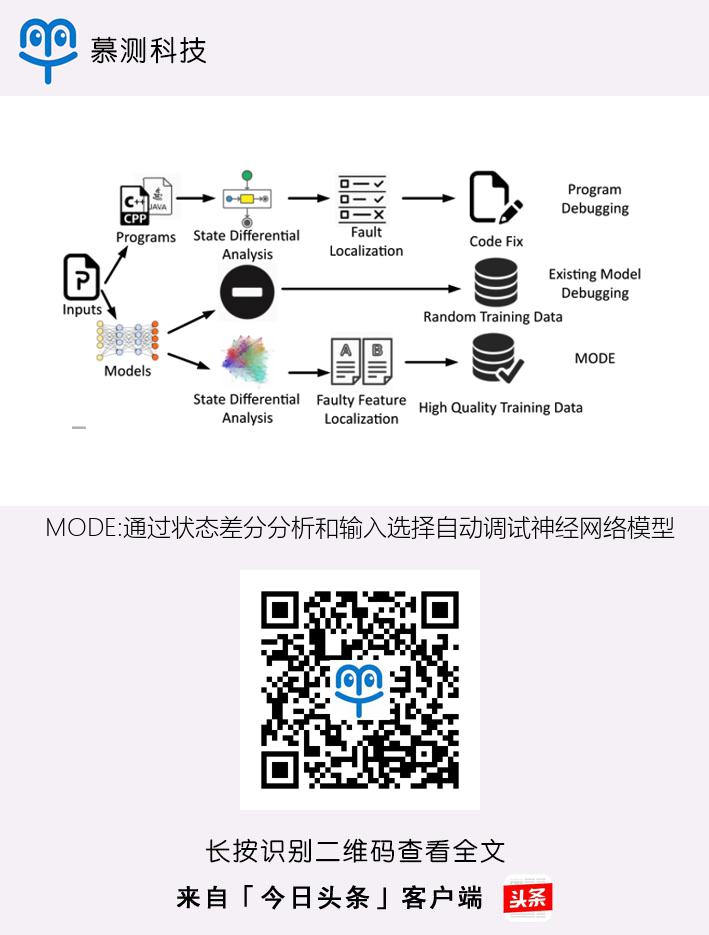 慕测科技
C++
CPP
JAVA
Programs
State Differential
Analysis
Fault
Localization
Code Fix
Program
Debugging
P
Inputs
Random Training Data
Existing Model
Debugging
Models
State Differential
Analysis
A B
Faulty Feature
Localization
High Quality Training Data
MODE
MODE:通过状态差分分析和输入选择自动调试神经网络模型
长按识别二维码查看全文
来自「今日头条」客户端
头条